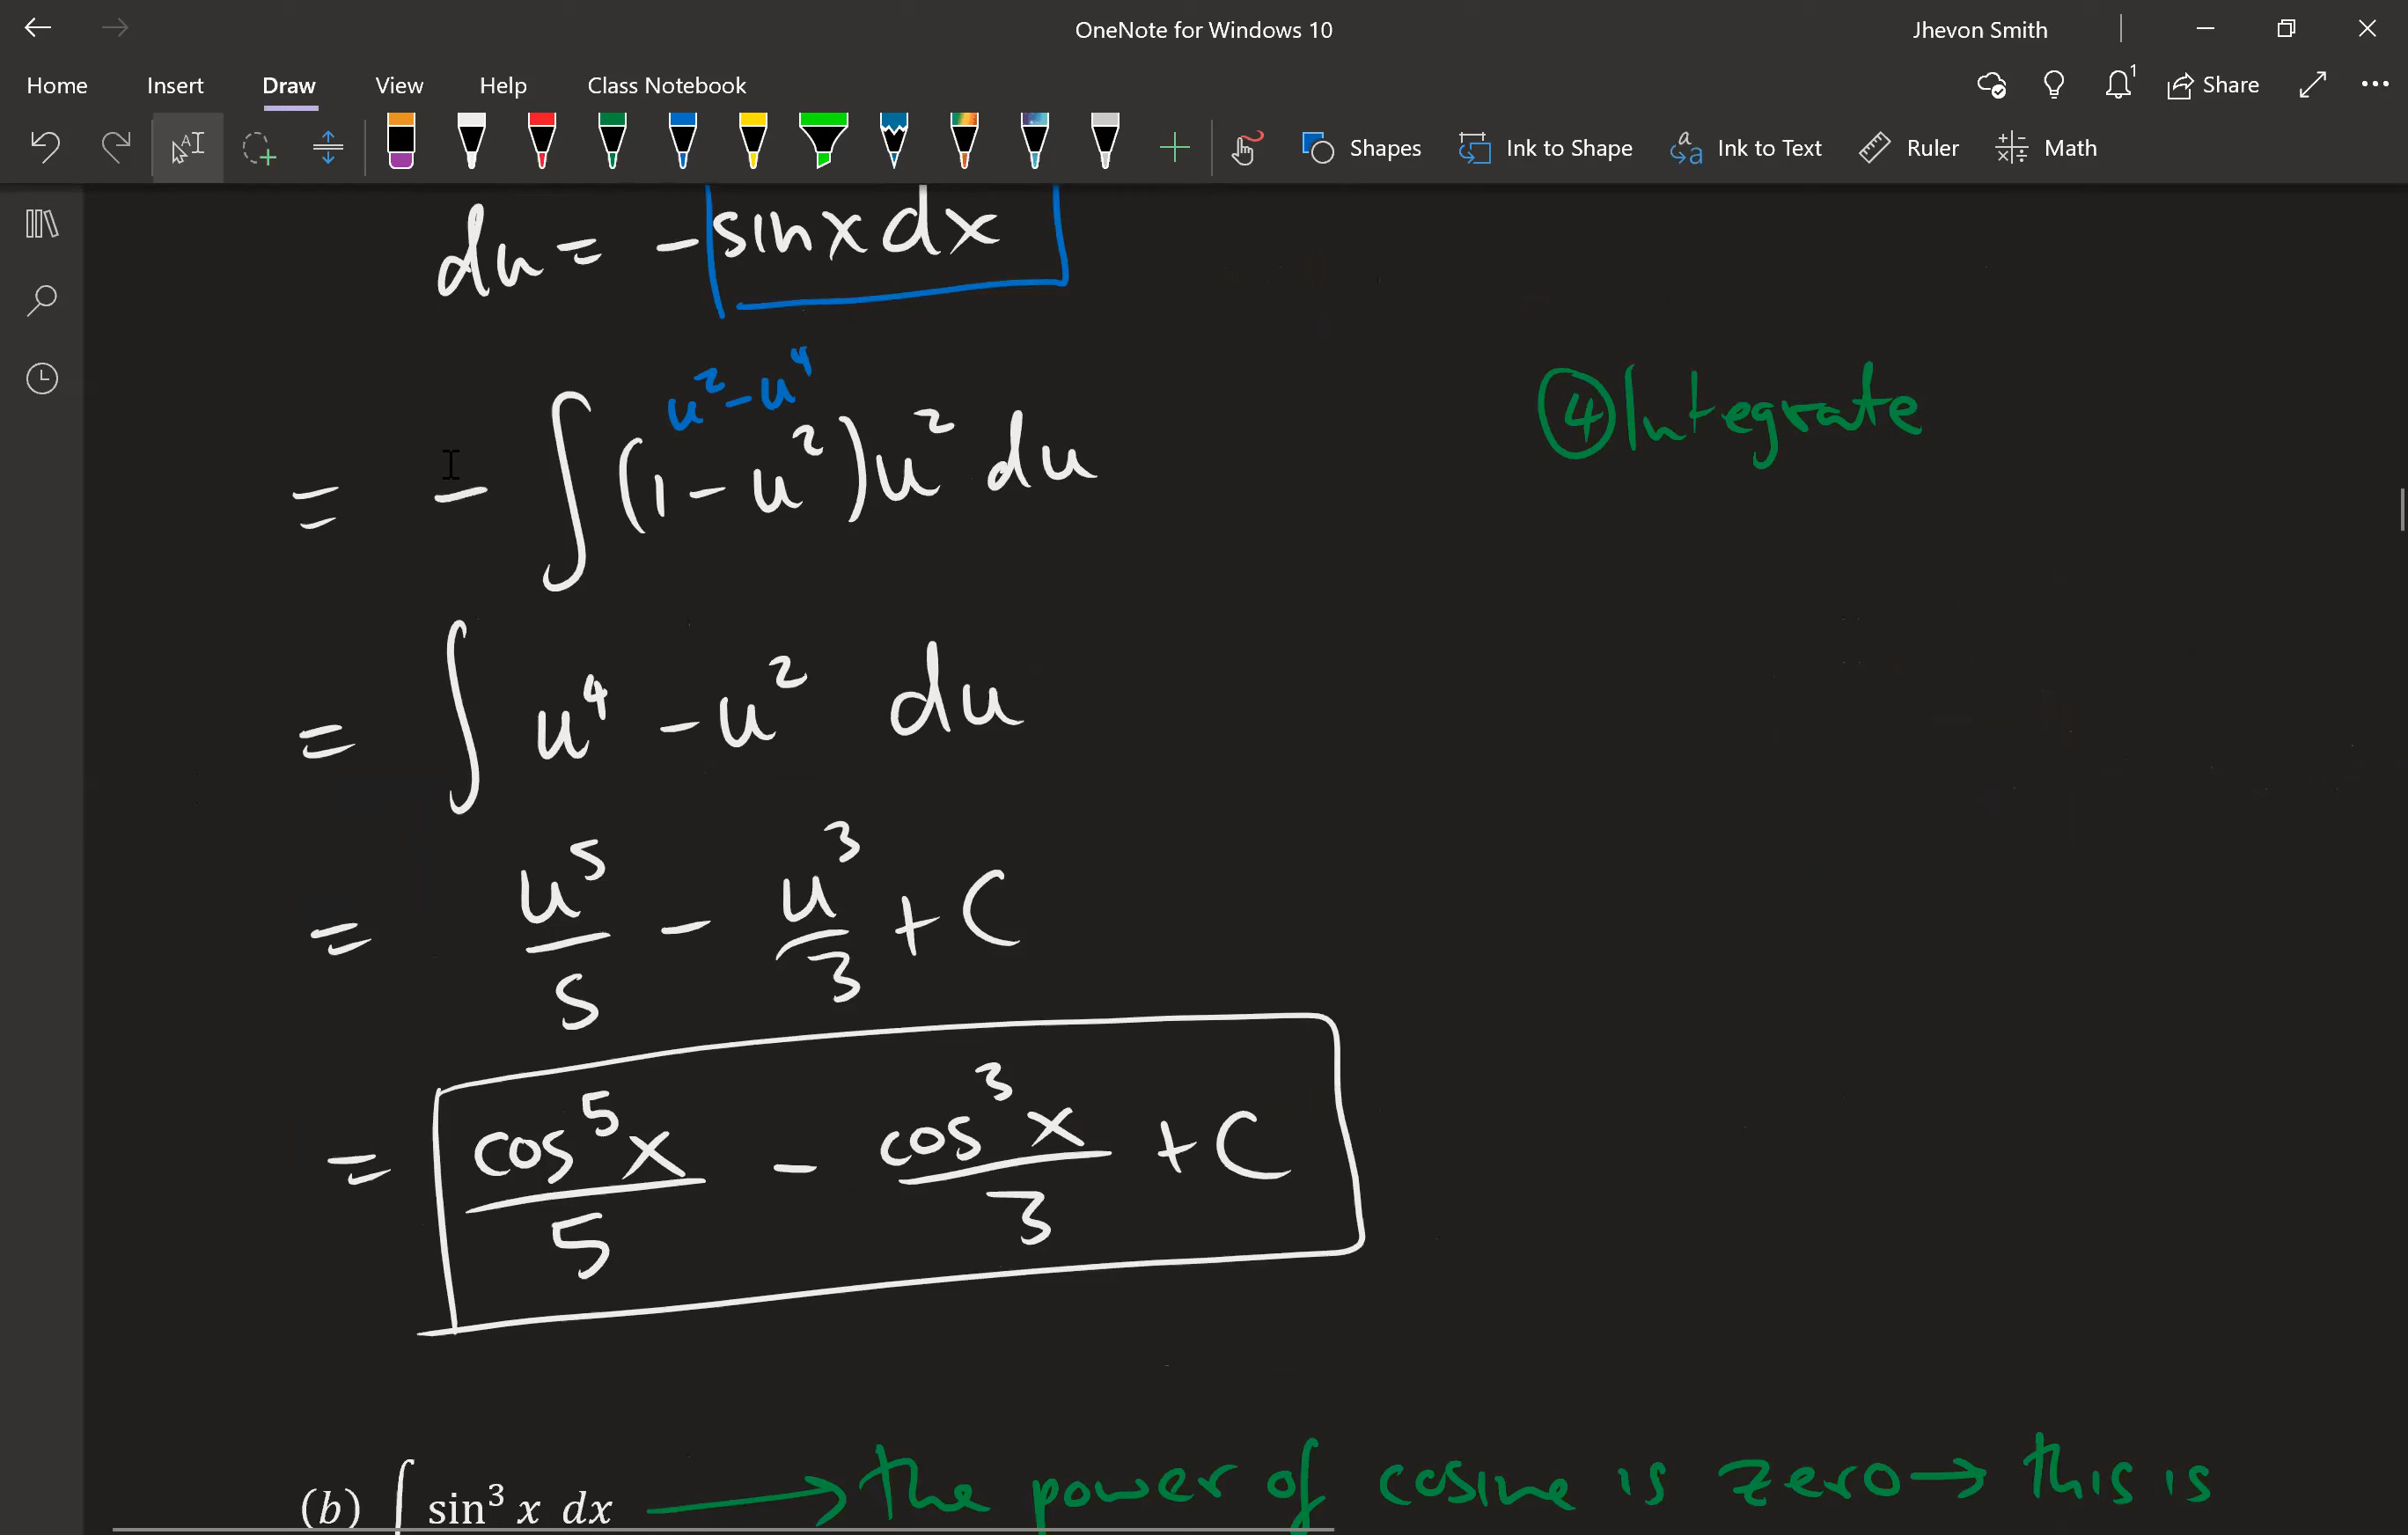 OneNote for Windows 10 Jhevon Smith
Home Insert Draw View Help Class Notebook 1 Share
Shapes Ink to Shape Ink to Text Ruler Math
du = -sinx dx
u² - u⁴
= - ∫ (1 - u²)u² du
④ Integrate
= ∫ u⁴ - u² du
= u⁵/5 - u³/3 + C
= cos⁵x/5 - cos³x/3 + C
(b) ∫ sin³ x dx → the power of cosine is zero → this is